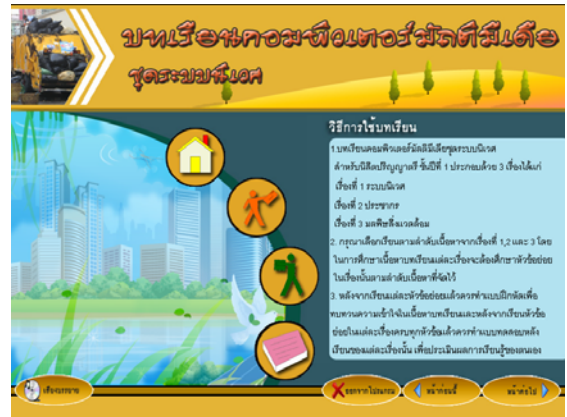 บทเรียนคอมพิวเตอร์มัลติมีเดีย
ชุดระบบนิเวศ
วิธีการใช้บทเรียน
1.บทเรียนคอมพิวเตอร์มัลติมีเดียชุดระบบนิเวศ
สำหรับนิสิตปริญญาตรี ชั้นปีที่ 1 ประกอบด้วย 3 เรื่องได้แก่
เรื่องที่ 1 ระบบนิเวศ
เรื่องที่ 2 ประชากร
เรื่องที่ 3 มลพิษสิ่งแวดล้อม
2. กรุณาเลือกเรียนตามลำดับเนื้อหาจากเรื่องที่ 1,2 และ 3 โดย
ในการศึกษาเนื้อหาบทเรียนแต่ละเรื่องจะต้องศึกษาหัวข้อย่อย
ในเรื่องนั้นตามลำดับเนื้อหาที่จัดไว้
3. หลังจากเรียนแต่ละหัวข้อย่อยแล้วควรทำแบบฝึกหัดเพื่อ
ทบทวนความเข้าใจในเนื้อหาบทเรียนและหลังจากเรียนหัวข้อ
ย่อยในแต่ละเรื่องครบทุกหัวข้อแล้วควรทำแบบทดสอบหลัง
เรียนของแต่ละเรื่องนั้น เพื่อประเมินผลการเรียนรู้ของตนเอง
เสียงบรรยาย
ออกจากโปรแกรม
หน้าก่อนนี้
หน้าต่อไป